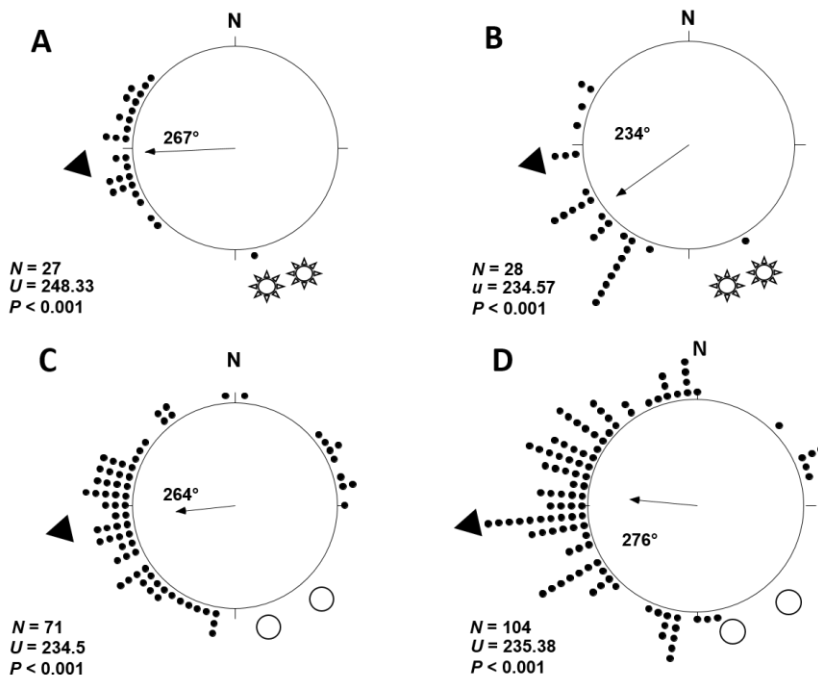 A
N
267°
N = 27
U = 248.33
P < 0.001
B
N
234°
N = 28
u = 234.57
P < 0.001
C
N
264°
N = 71
U = 234.5
P < 0.001
D
N
276°
N = 104
U = 235.38
P < 0.001